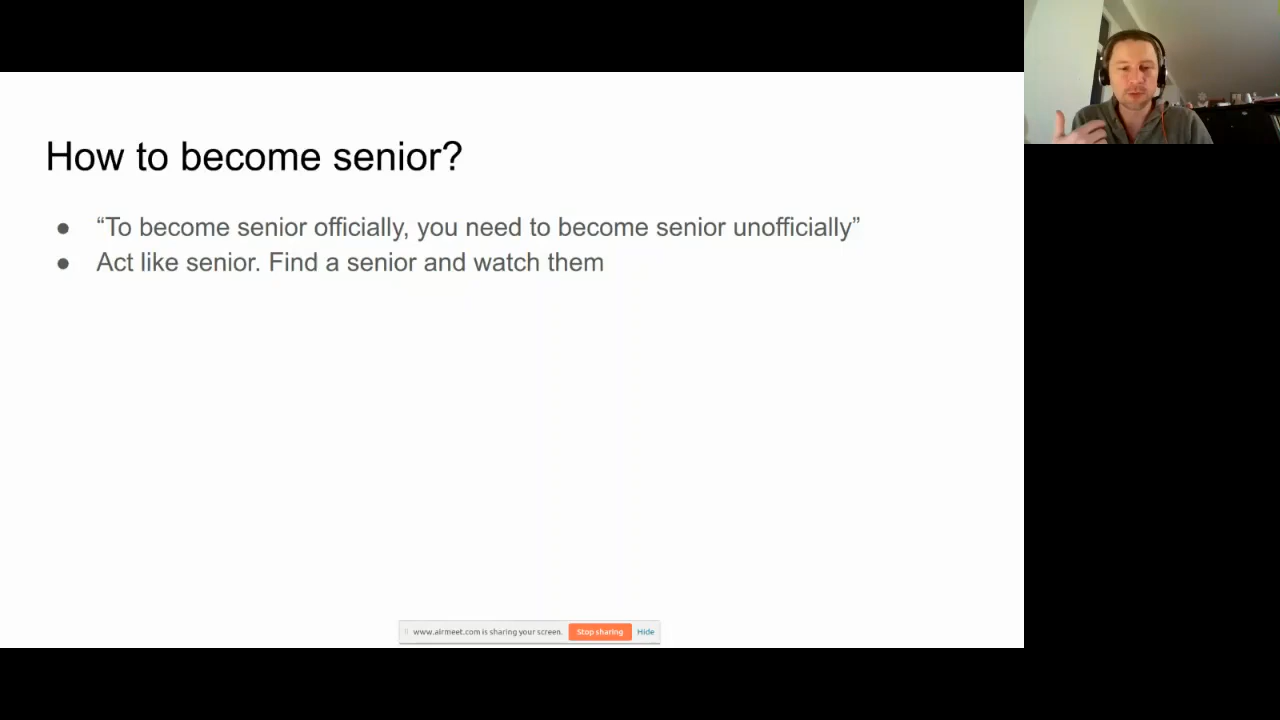 How to become senior?
● “To become senior officially, you need to become senior unofficially”
● Act like senior. Find a senior and watch them
www.airmeet.com is sharing your screen. Stop sharing Hide